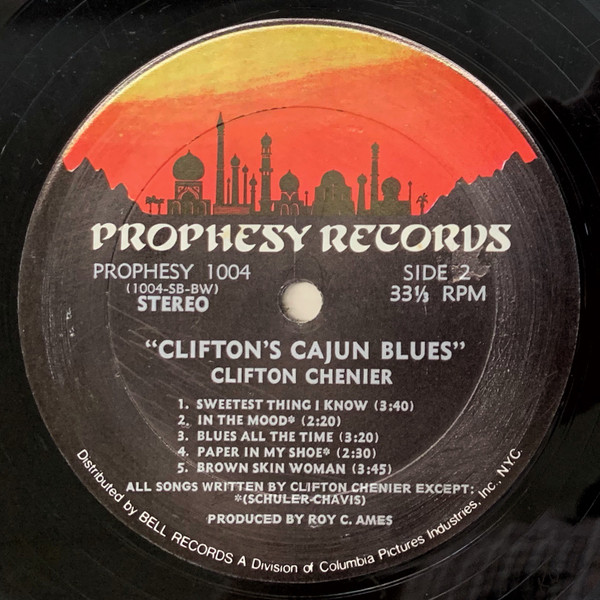 PROPHESY RECORDS
PROPHESY 1004
(1004-SB-BW)
STEREO
SIDE 2
33⅓ RPM
"CLIFTON'S CAJUN BLUES"
CLIFTON CHENIER
1. SWEETEST THING I KNOW (3:40)
2. IN THE MOOD* (2:20)
3. BLUES ALL THE TIME (3:20)
4. PAPER IN MY SHOE* (2:30)
5. BROWN SKIN WOMAN (3:45)
ALL SONGS WRITTEN BY CLIFTON CHENIER EXCEPT:
*(SCHULER-CHAVIS)
PRODUCED BY ROY C. AMES
Distributed by BELL RECORDS A Division of Columbia Pictures Industries, Inc., NYC